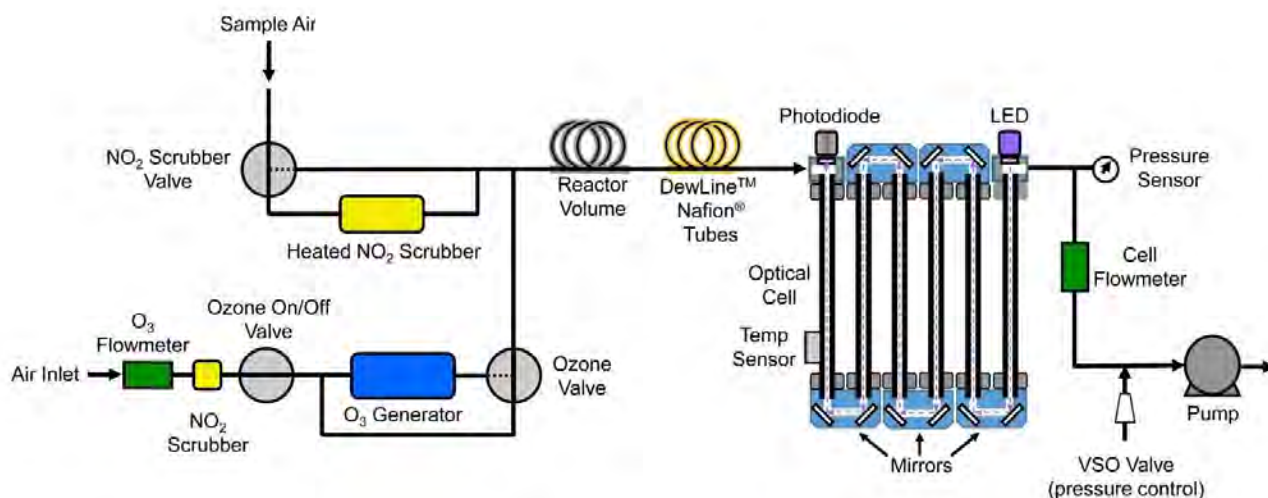 Sample Air
NO₂ Scrubber
Valve
Heated NO₂ Scrubber
Reactor
Volume
DewLine™
Nafion®
Tubes
Photodiode
LED
Pressure
Sensor
Optical
Cell
Temp
Sensor
Cell
Flowmeter
Ozone On/Off
Valve
O₃
Flowmeter
Air Inlet
NO₂
Scrubber
O₃ Generator
Ozone
Valve
Mirrors
Pump
VSO Valve
(pressure control)